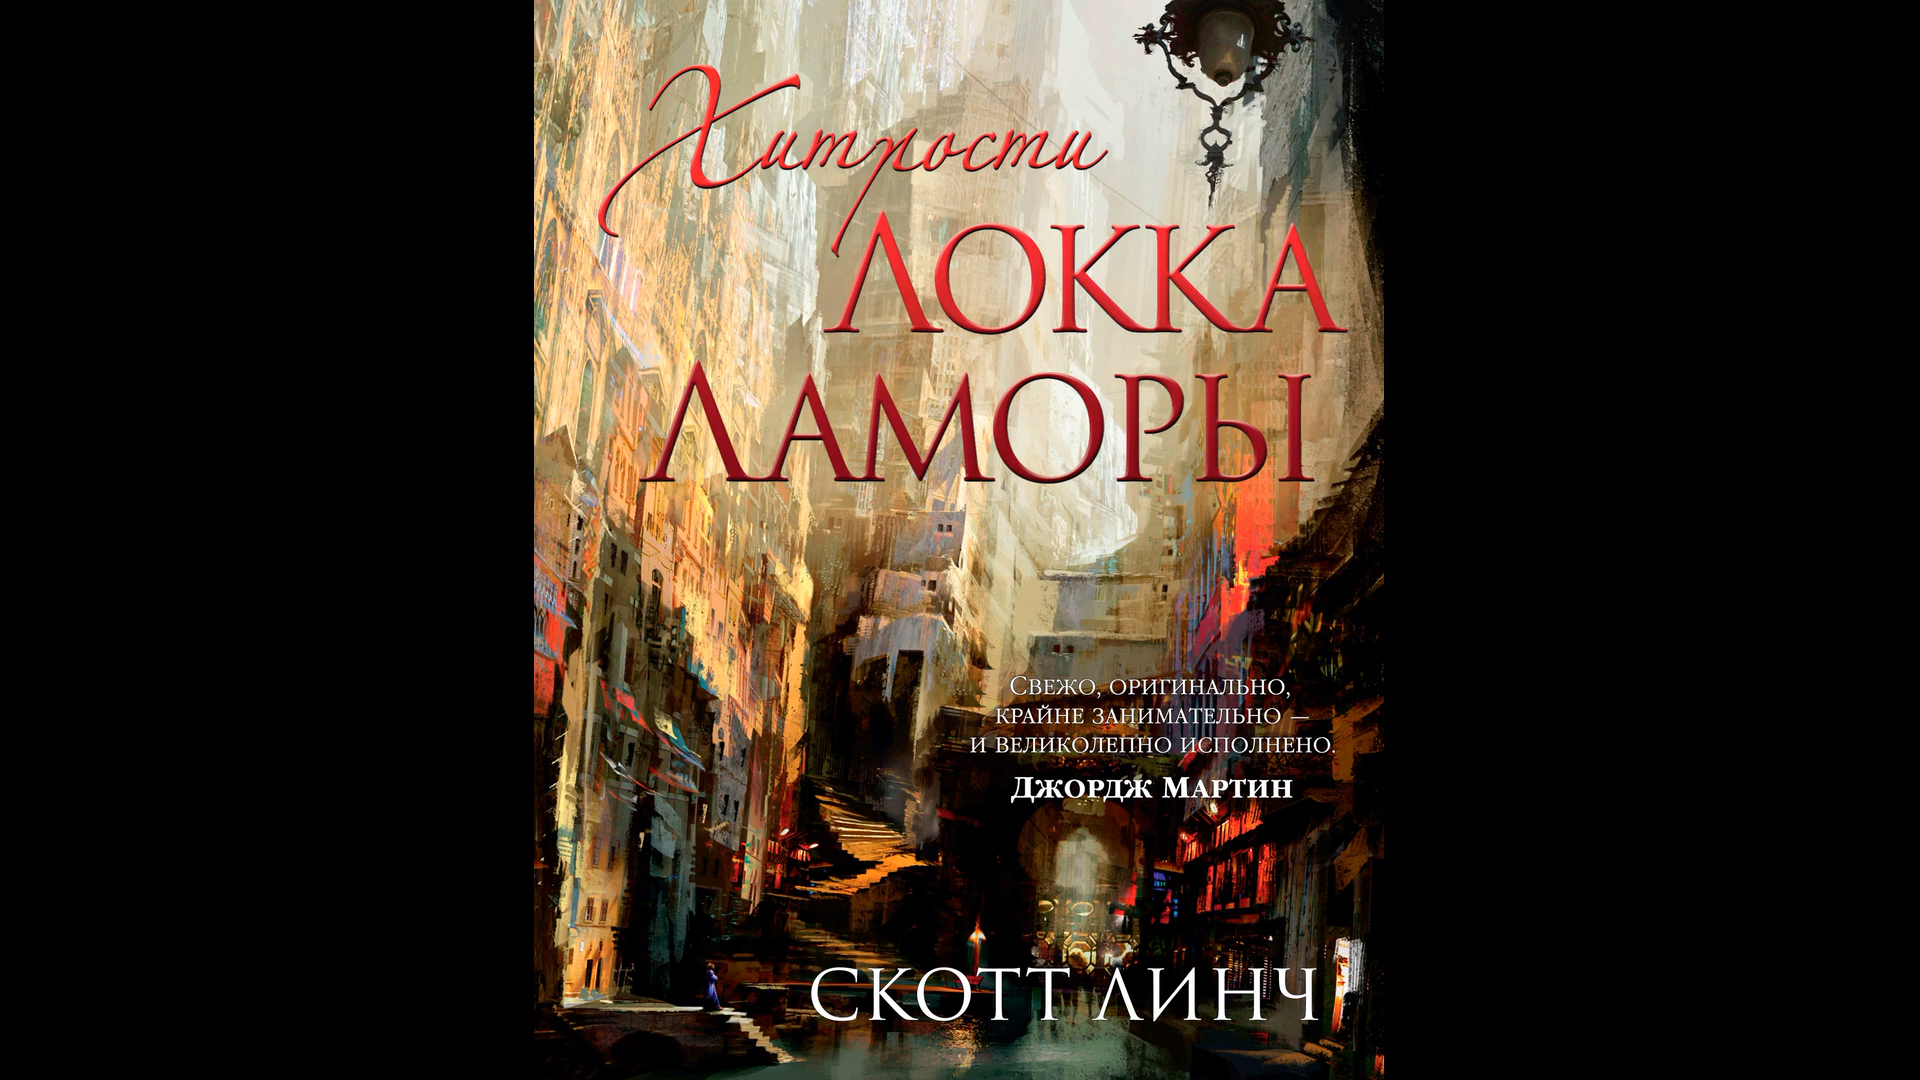 Хитрости
ЛОККА
ЛАМОРЫ
Свежо, оригинально,
крайне занимательно —
и великолепно исполнено.
Джордж Мартин
СКОТТ ЛИНЧ